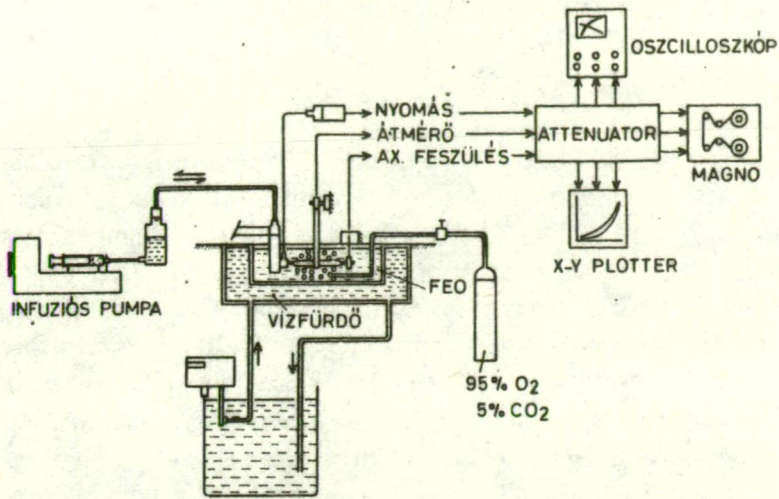 OSZCILLOSZKÓP
NYOMÁS
ÁTMÉRŐ
AX. FESZÜLÉS
ATTENUATOR
MAGNO
X-Y PLOTTER
INFUZIÓS PUMPA
FEO
VÍZFÜRDŐ
95% O2
5% CO2